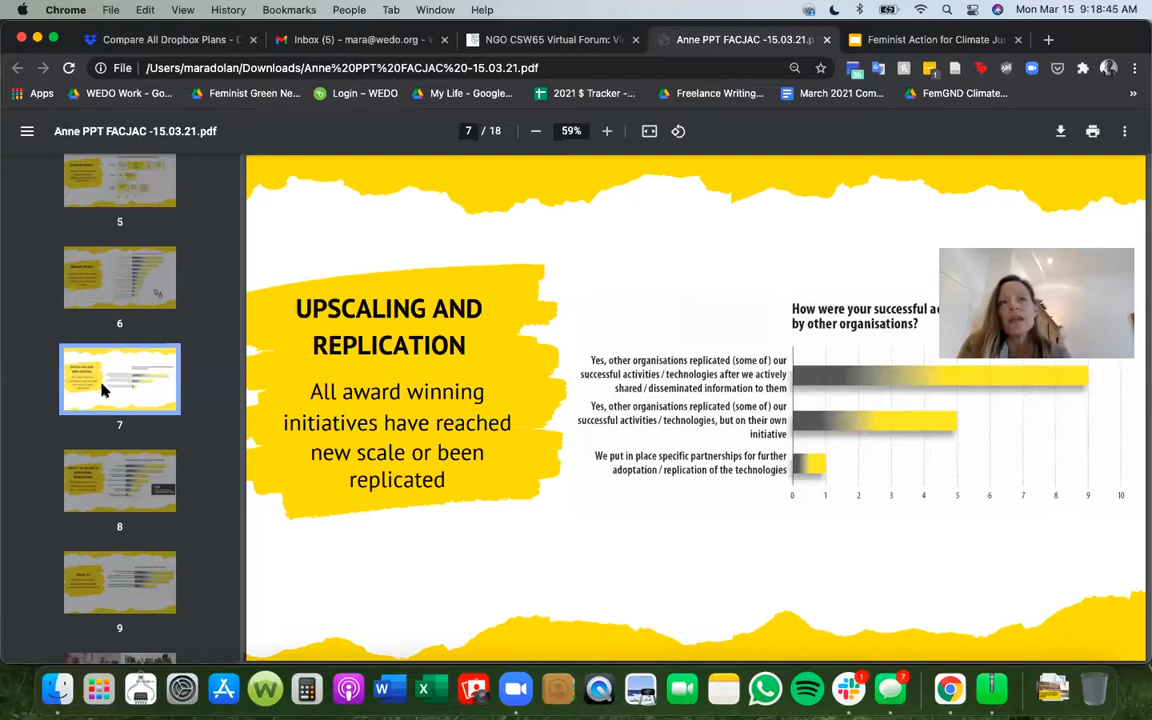 Chrome File Edit View History Bookmarks People Tab Window Help Mon Mar 15 9:18:45 AM
Compare All Dropbox Plans - D
Inbox (5) - mara@wedo.org -
NGO CSW65 Virtual Forum: Vi
Anne PPT FACJAC -15.03.21.p
Feminist Action for Climate Jus
File /Users/maradolan/Downloads/Anne%20PPT%20FACJAC%20-15.03.21.pdf
Apps WEDO Work - Go... Feminist Green Ne... Login – WEDO My Life - Google... 2021 $ Tracker -... Freelance Writing... March 2021 Com... FemGND Climate... »
Anne PPT FACJAC -15.03.21.pdf 7 / 18 59%
5
6
7
8
9
UPSCALING AND
REPLICATION
All award winning
initiatives have reached
new scale or been
replicated
How were your successful ac
by other organisations?
Yes, other organisations replicated (some of) our
successful activities / technologies after we actively
shared / disseminated information to them
Yes, other organisations replicated (some of) our
successful activities / technologies, but on their own
initiative
We put in place specific partnerships for further
adoption / replication of the technologies
0 1 2 3 4 5 6 7 8 9 10
1 7